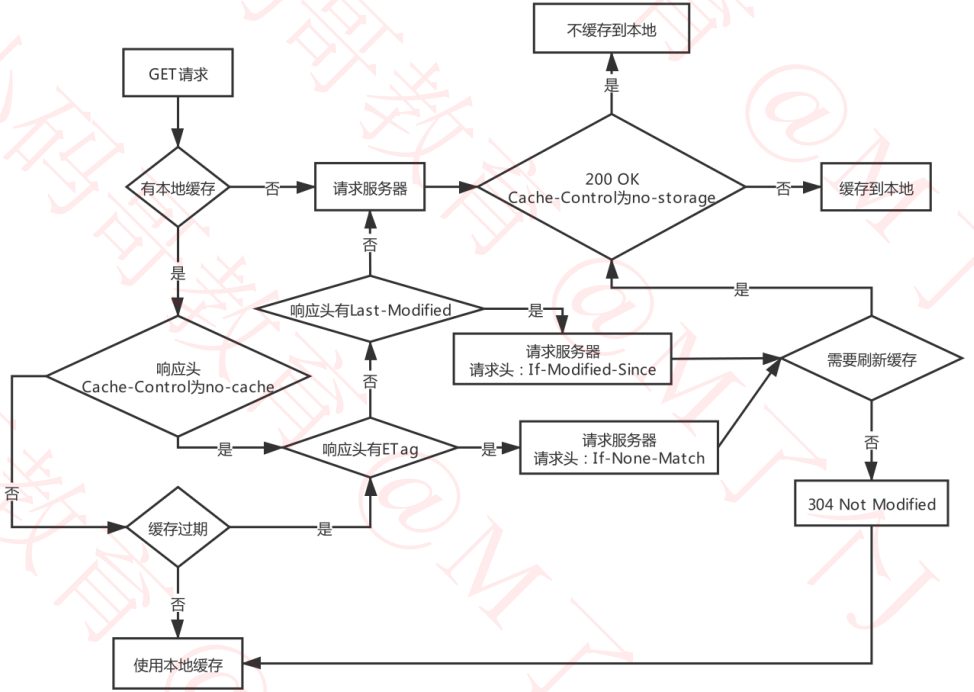 不缓存到本地
GET请求
是
200 OK
Cache-Control为no-storage
有本地缓存
否
请求服务器
否
缓存到本地
是
否
响应头有Last-Modified
是
是
请求服务器
请求头：If-Modified-Since
需要刷新缓存
响应头
Cache-Control为no-cache
否
是
响应头有ETag
是
请求服务器
请求头：If-None-Match
否
否
304 Not Modified
缓存过期
是
否
使用本地缓存
小码哥教育
@M了个J